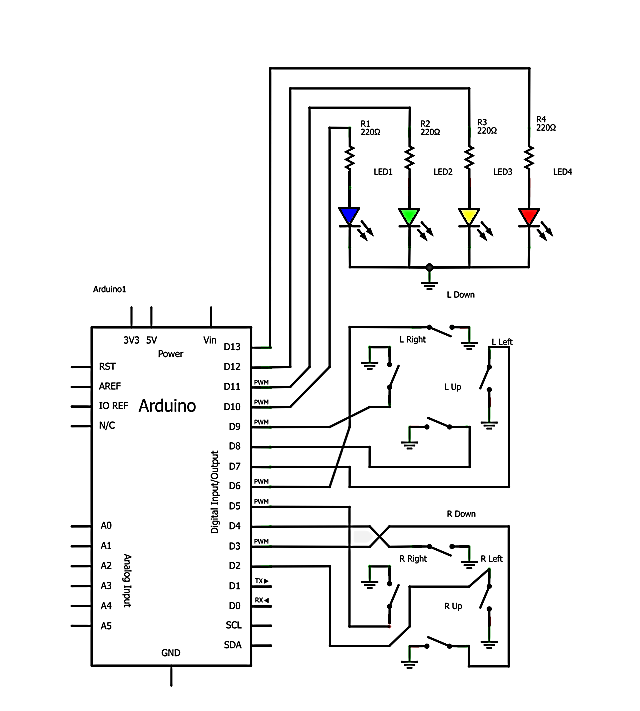 R1
220Ω
R2
220Ω
R3
220Ω
R4
220Ω
LED1
LED2
LED3
LED4
Arduino1
L Down
3V3 5V Vin
Power
L Right
L Left
L Up
RST
AREF
IO REF
N/C
Arduino
D13
D12
D11 PWM
D10 PWM
D9 PWM
D8
D7
D6 PWM
D5 PWM
D4
D3 PWM
D2
D1 TX▶
D0 RX◀
SCL
SDA
Digital Input/Output
A0
A1
A2
A3
A4
A5
Analog Input
GND
R Down
R Right
R Left
R Up